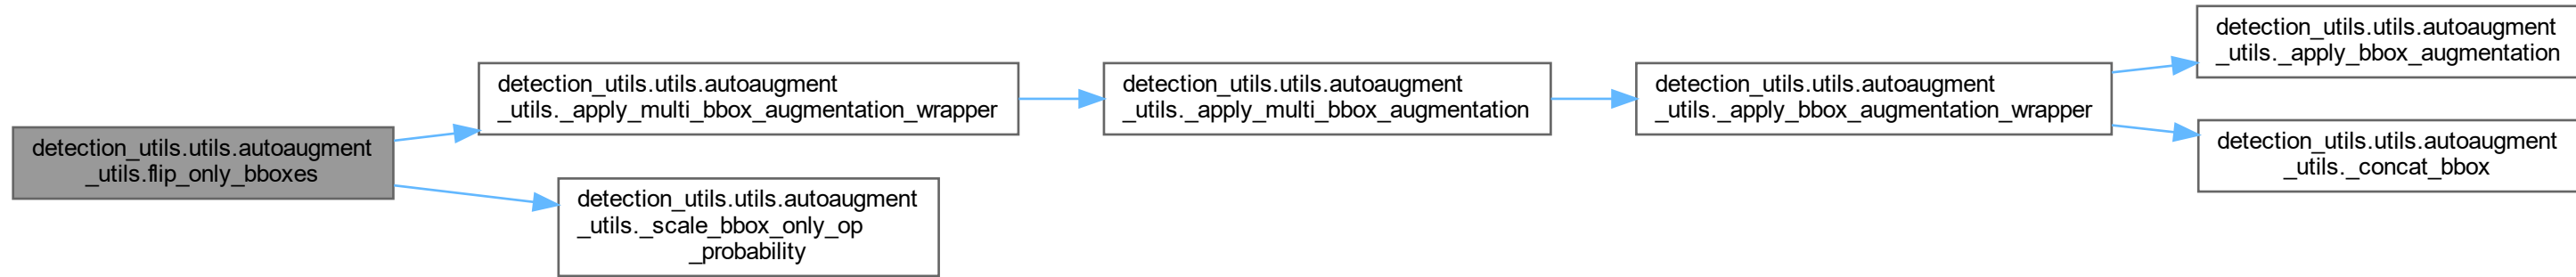 detection_utils.utils.autoaugment
_utils.flip_only_bboxes
detection_utils.utils.autoaugment
_utils._apply_multi_bbox_augmentation_wrapper
detection_utils.utils.autoaugment
_utils._scale_bbox_only_op
_probability
detection_utils.utils.autoaugment
_utils._apply_multi_bbox_augmentation
detection_utils.utils.autoaugment
_utils._apply_bbox_augmentation_wrapper
detection_utils.utils.autoaugment
_utils._apply_bbox_augmentation
detection_utils.utils.autoaugment
_utils._concat_bbox